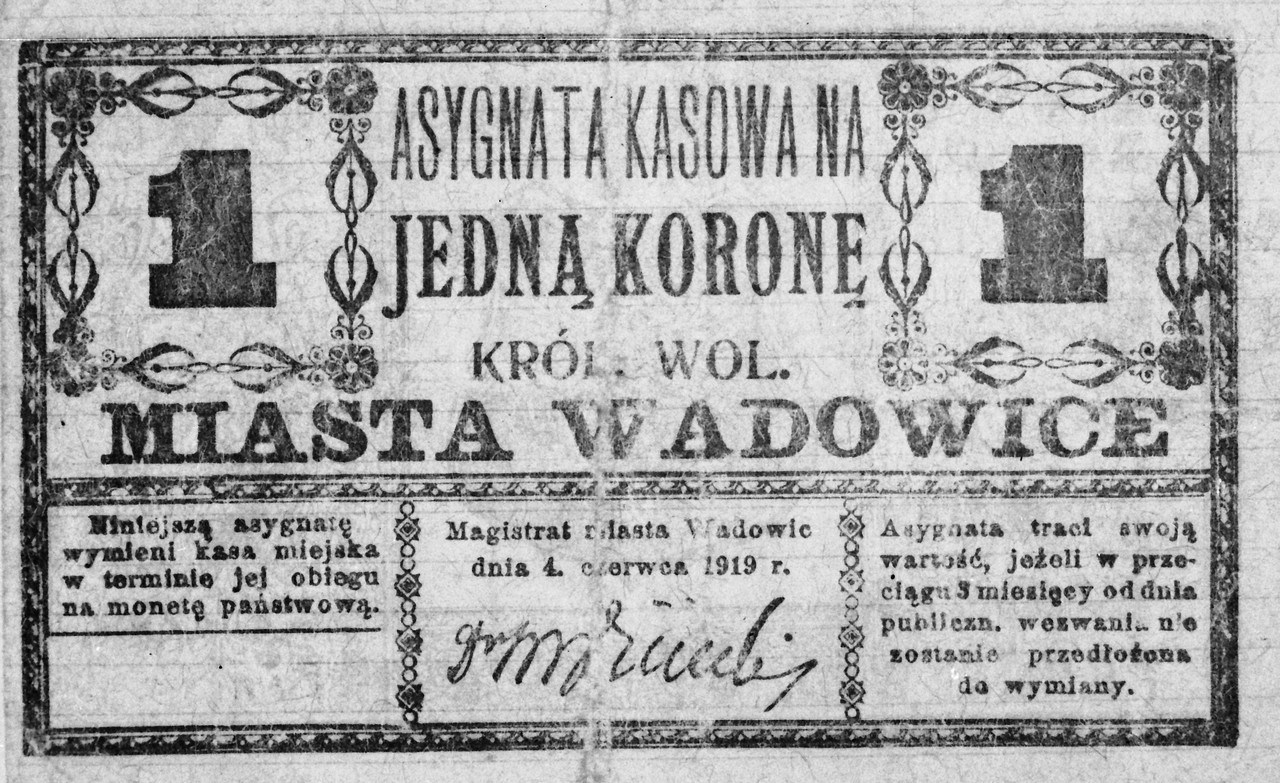 1
ASYGNATA KASOWA NA
1
JEDNĄ KORONĘ
KRÓL. WOL.
MIASTA WADOWICE
Niniejszą asygnatę
wymieni kasa miejska
w terminie jej obiegu
na monetę państwową.
Magistrat miasta Wadowic
dnia 4. czerwca 1919 r.
Dr
Asygnata traci swoją
wartość, jeżeli w prze-
ciągu 3 miesięcy od dnia
publiczn. wezwania nie
zostanie przedłożona
do wymiany.